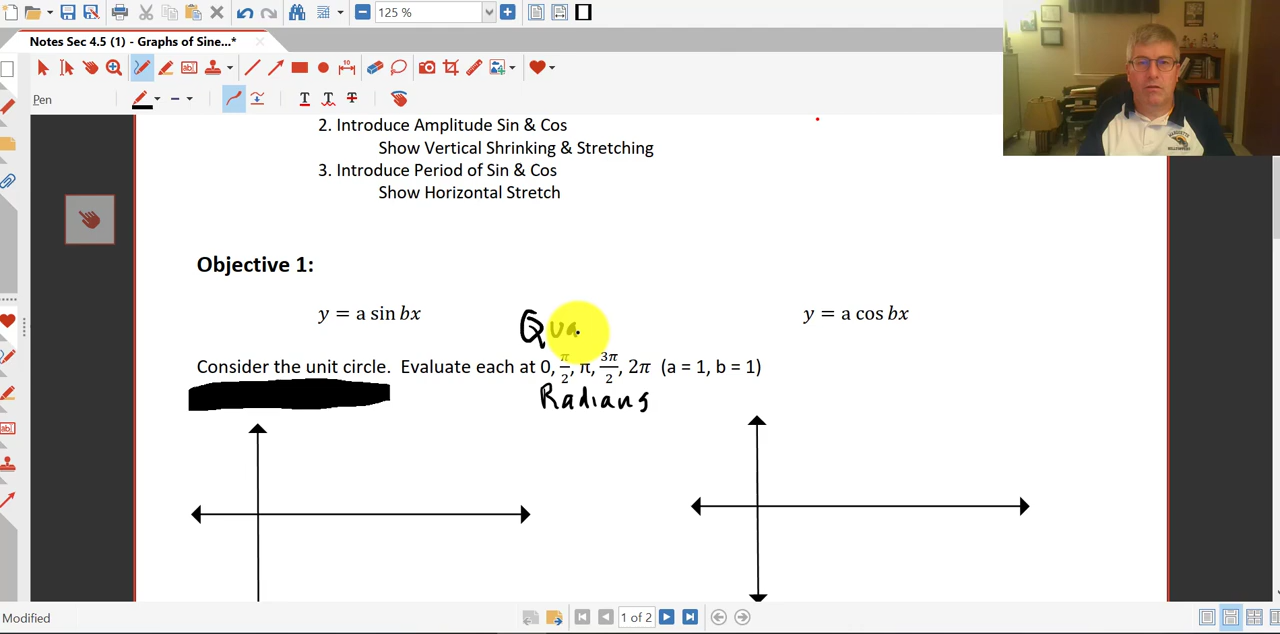 125 %
Notes Sec 4.5 (1) - Graphs of Sine...*
10
Pen
T T T
2. Introduce Amplitude Sin & Cos
Show Vertical Shrinking & Stretching
3. Introduce Period of Sin & Cos
Show Horizontal Stretch
Objective 1:
y = a sin bx
y = a cos bx
Qua
Consider the unit circle. Evaluate each at 0, π/2, π, 3π/2, 2π (a = 1, b = 1)
Radians
Modified
1 of 2